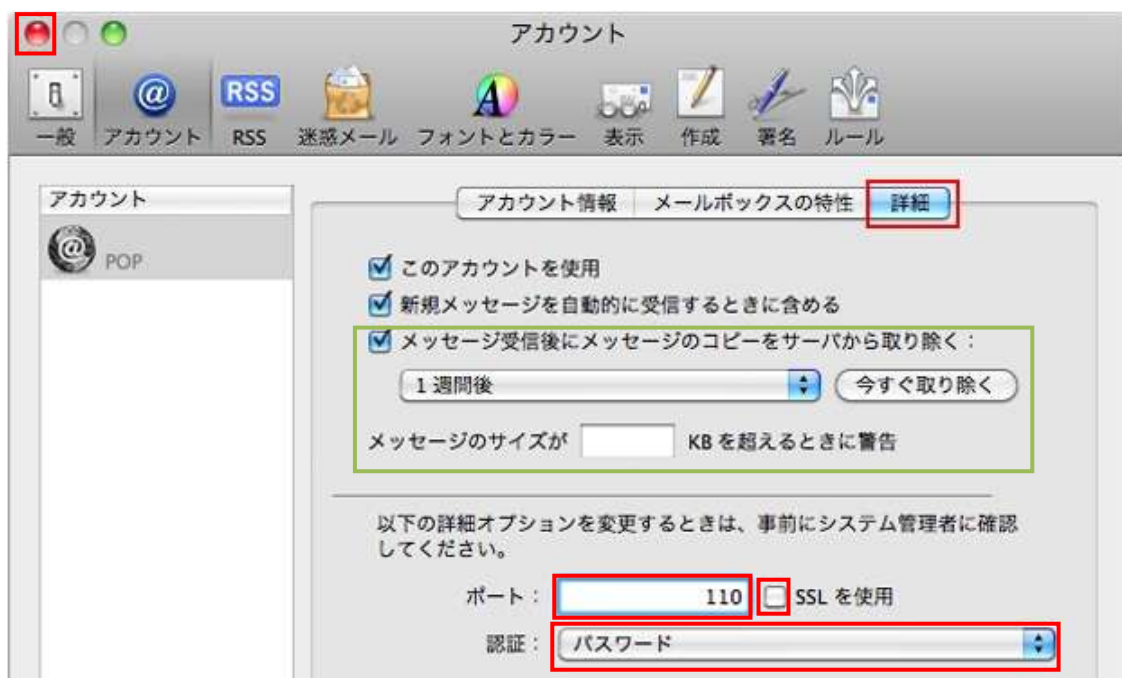 アカウント
RSS
一般 アカウント RSS 迷惑メール フォントとカラー 表示 作成 署名 ルール
アカウント
POP
アカウント情報 メールボックスの特性 詳細
このアカウントを使用
新規メッセージを自動的に受信するときに含める
メッセージ受信後にメッセージのコピーをサーバから取り除く：
1 週間後 今すぐ取り除く
メッセージのサイズが KB を超えるときに警告
以下の詳細オプションを変更するときは、事前にシステム管理者に確認
してください。
ポート： 110 SSL を使用
認証： パスワード